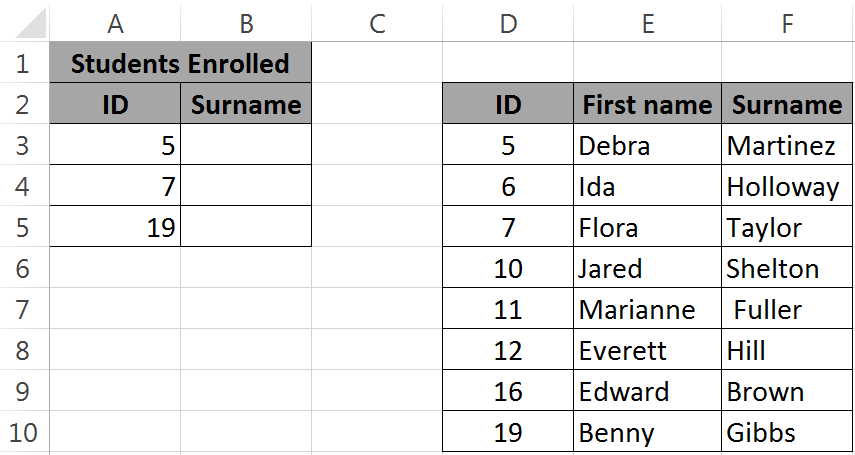 A B C D E F
1 Students Enrolled
2 ID Surname ID First name Surname
3 5 5 Debra Martinez
4 7 6 Ida Holloway
5 19 7 Flora Taylor
6 10 Jared Shelton
7 11 Marianne Fuller
8 12 Everett Hill
9 16 Edward Brown
10 19 Benny Gibbs